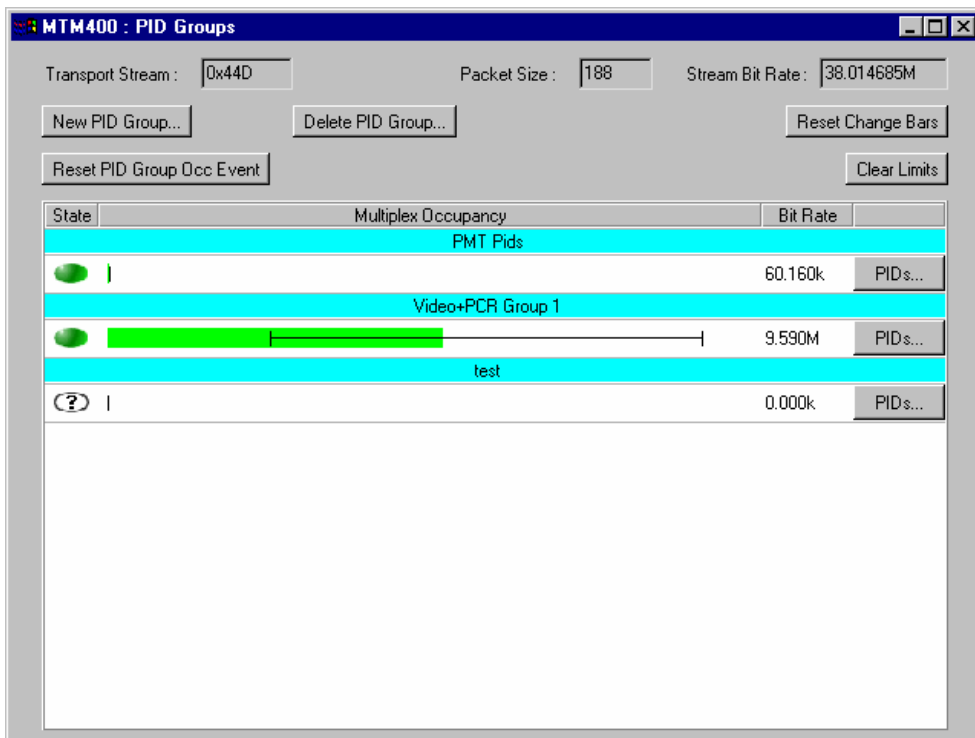 MTM400 : PID Groups
Transport Stream : 0x44D Packet Size : 188 Stream Bit Rate : 38.014685M
New PID Group... Delete PID Group... Reset Change Bars
Reset PID Group Occ Event Clear Limits
State Multiplex Occupancy Bit Rate
PMT Pids
60.160k PIDs...
Video+PCR Group 1
9.590M PIDs...
test
(?) 0.000k PIDs...